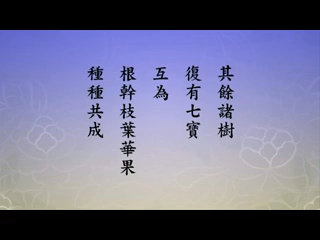 其餘諸樹
復有七寶
互為
根幹枝葉華果
種種共成